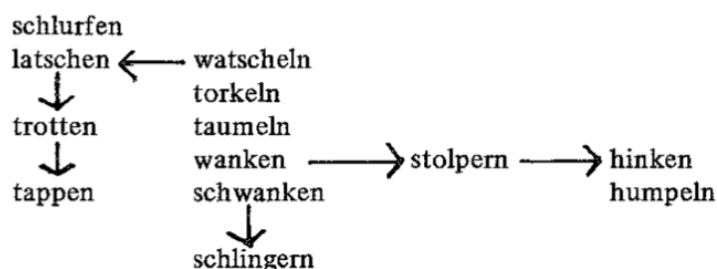 schlurfen
latschen ← watscheln
torkeln
trotten taumeln
wanken → stolpern → hinken
tappen schwanken humpeln
schlingern